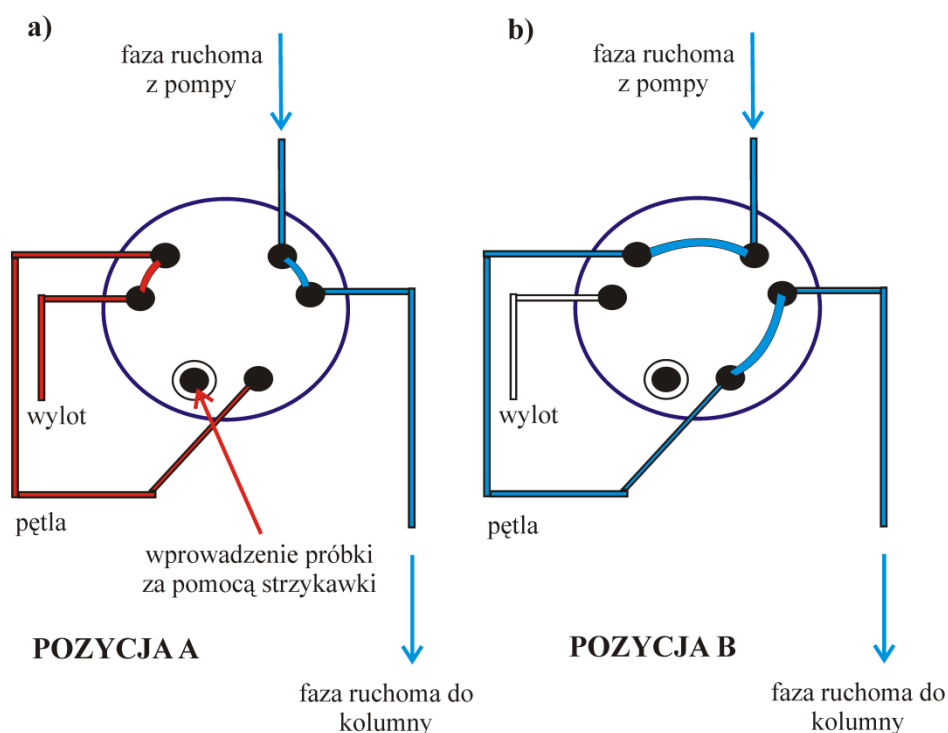 a)
faza ruchoma
z pompy
wylot
pętla
wprowadzenie próbki
za pomocą strzykawki
POZYCJA A
faza ruchoma do
kolumny
b)
faza ruchoma
z pompy
wylot
pętla
POZYCJA B
faza ruchoma do
kolumny